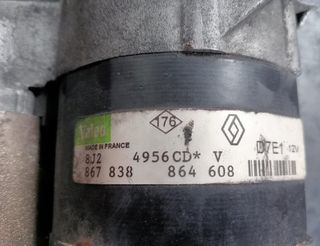 Valeo
176
MADE IN FRANCE
D7E1 12V
8J2 4956CD* V
867 838 864 608